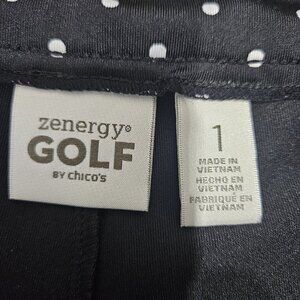 zenergy®
GOLF
BY chico's
1
MADE IN
VIETNAM
HECHO EN
VIETNAM
FABRIQUÉ EN
VIETNAM